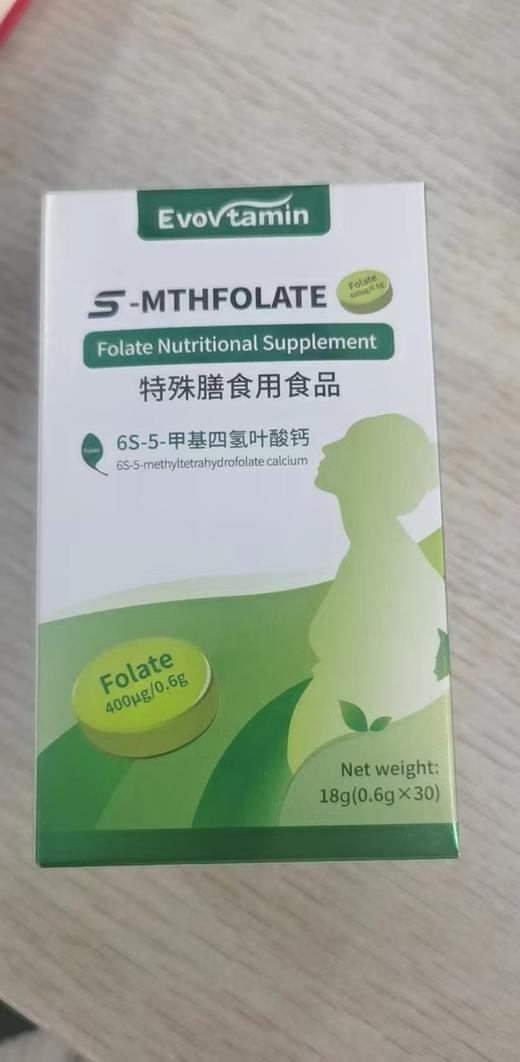 Evovtamin
5-MTHFOLATE
Folate
400μg/0.6g
Folate Nutritional Supplement
特殊膳食用食品
Folate
6S-5-甲基四氢叶酸钙
6S-5-methyltetrahydrofolate calcium
Folate
400μg/0.6g
Net weight:
18g(0.6g×30)